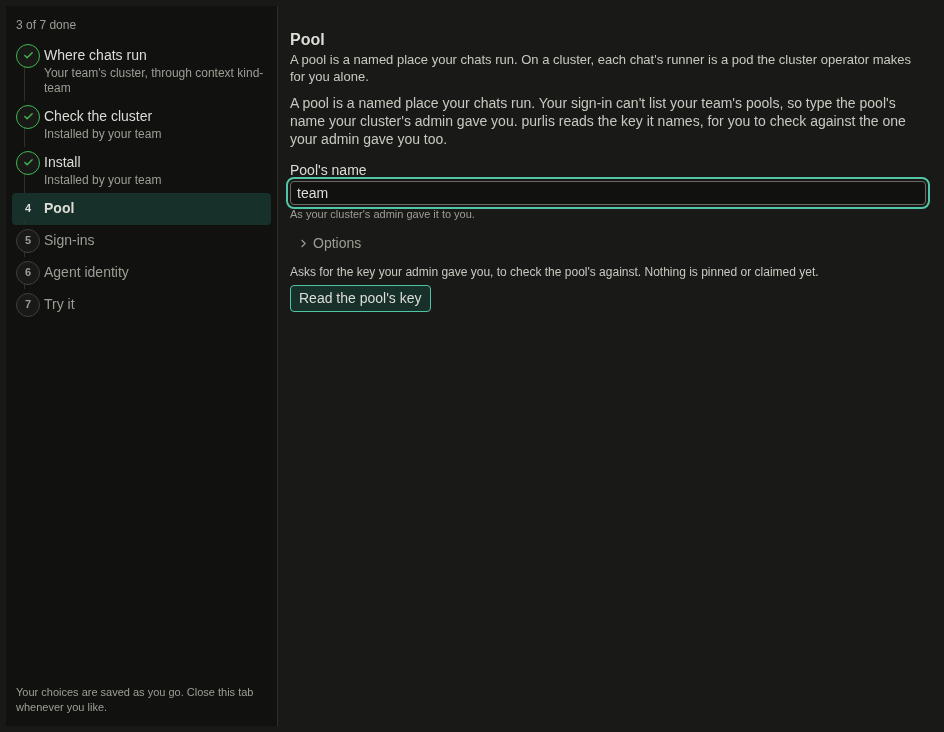 3 of 7 done
Where chats run
Your team's cluster, through context kind-
team
Check the cluster
Installed by your team
Install
Installed by your team
4 Pool
5 Sign-ins
6 Agent identity
7 Try it
Your choices are saved as you go. Close this tab
whenever you like.
Pool
A pool is a named place your chats run. On a cluster, each chat's runner is a pod the cluster operator makes
for you alone.
A pool is a named place your chats run. Your sign-in can't list your team's pools, so type the pool's
name your cluster's admin gave you. purlis reads the key it names, for you to check against the one
your admin gave you too.
Pool's name
team
As your cluster's admin gave it to you.
Options
Asks for the key your admin gave you, to check the pool's against. Nothing is pinned or claimed yet.
Read the pool's key